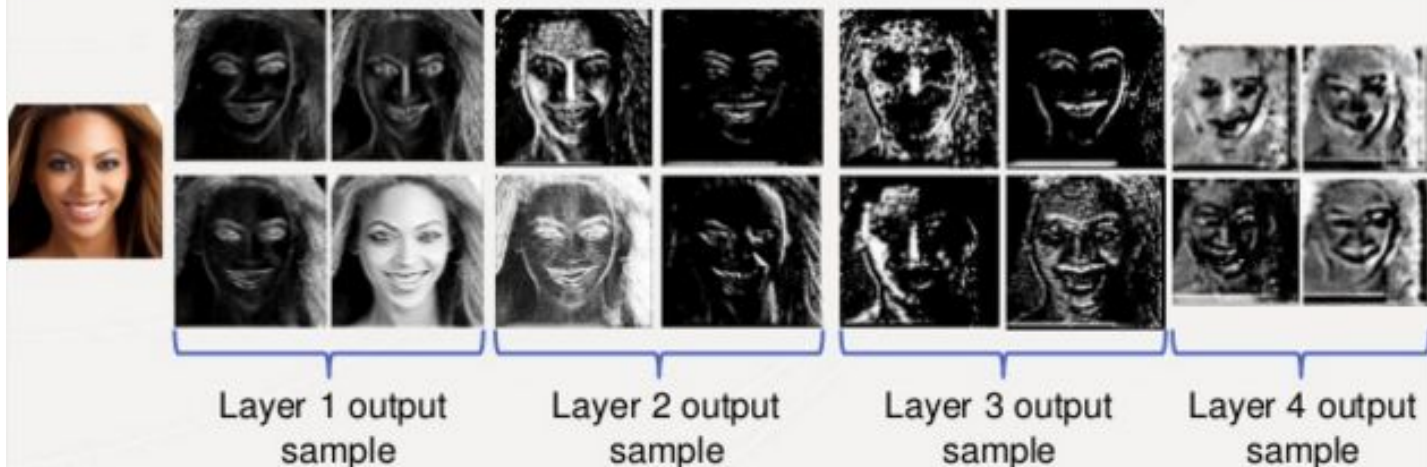 Layer 1 output
sample
Layer 2 output
sample
Layer 3 output
sample
Layer 4 output
sample